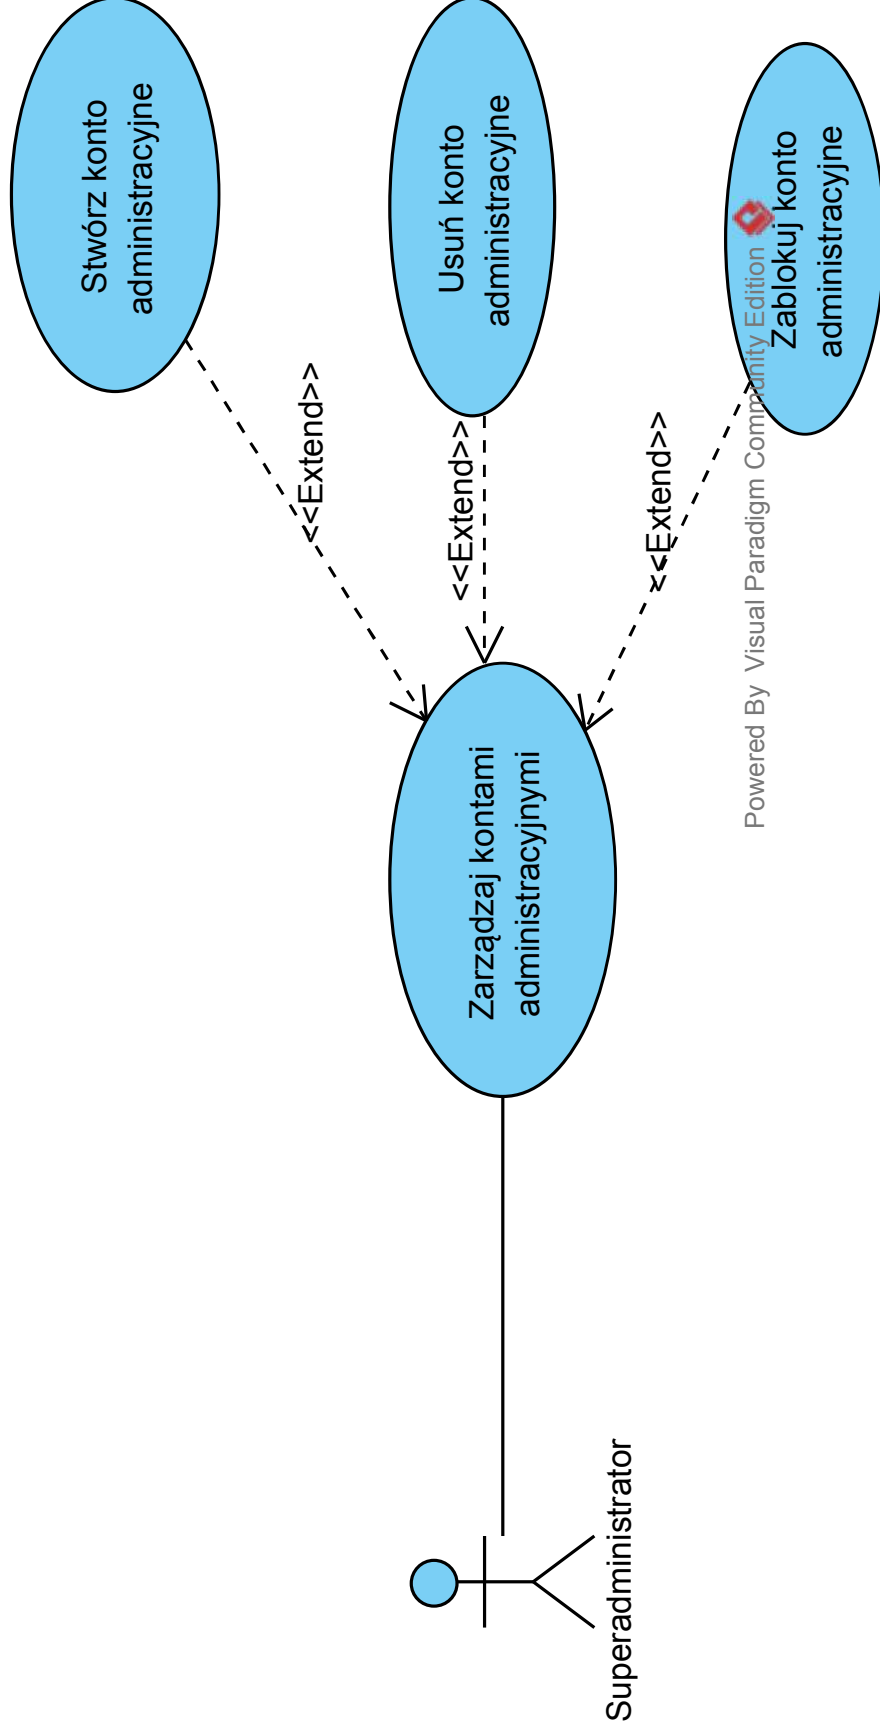 Stwórz konto
administracyjne
<<Extend>>
Usuń konto
administracyjne
<<Extend>>
Zarządzaj kontami
administracyjnymi
Superadministrator
<<Extend>>
Zablokuj konto
administracyjne
Powered By Visual Paradigm Community Edition